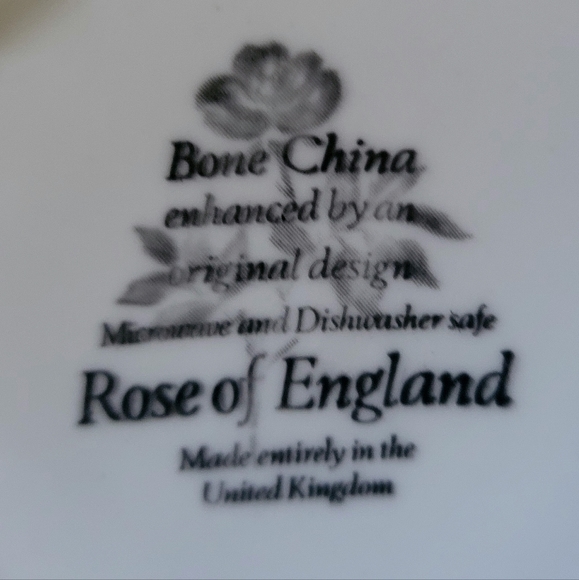 Bone China
enhanced by an
original design
Microwave and Dishwasher safe
Rose of England
Made entirely in the
United Kingdom